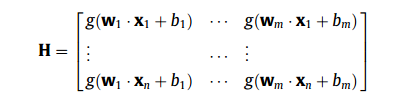 g(w₁ · x₁ + b₁) ⋯ g(wₘ · x₁ + bₘ)
H = ⋮ ⋯ ⋮
g(w₁ · xₙ + b₁) ⋯ g(wₘ · xₙ + bₘ)